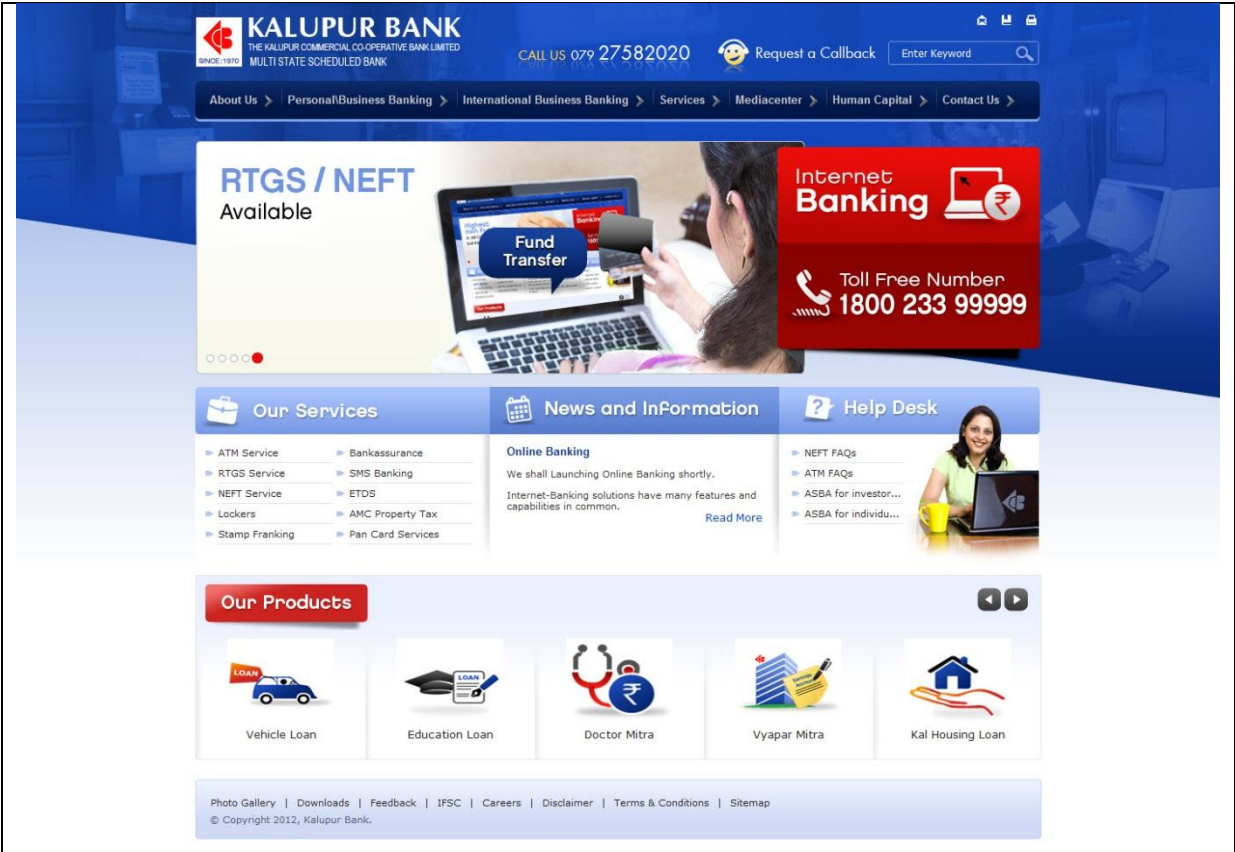 KALUPUR BANK
THE KALUPUR COMMERCIAL CO-OPERATIVE BANK LIMITED
SINCE:1970 MULTI STATE SCHEDULED BANK
CALL US 079 27582020
Request a Callback
Enter Keyword
About Us Personal\Business Banking International Business Banking Services Mediacenter Human Capital Contact Us
RTGS / NEFT
Available
Fund
Transfer
Internet
Banking
Toll Free Number
1800 233 99999
Our Services
ATM Service
RTGS Service
NEFT Service
Lockers
Stamp Franking
Bankassurance
SMS Banking
ETDS
AMC Property Tax
Pan Card Services
News and Information
Online Banking
We shall Launching Online Banking shortly.
Internet-Banking solutions have many features and
capabilities in common.
Read More
Help Desk
NEFT FAQs
ATM FAQs
ASBA for investor...
ASBA for individu...
Our Products
LOAN
Vehicle Loan
LOAN
Education Loan
Doctor Mitra
Vyapar Mitra
Kal Housing Loan
Photo Gallery | Downloads | Feedback | IFSC | Careers | Disclaimer | Terms & Conditions | Sitemap
© Copyright 2012, Kalupur Bank.